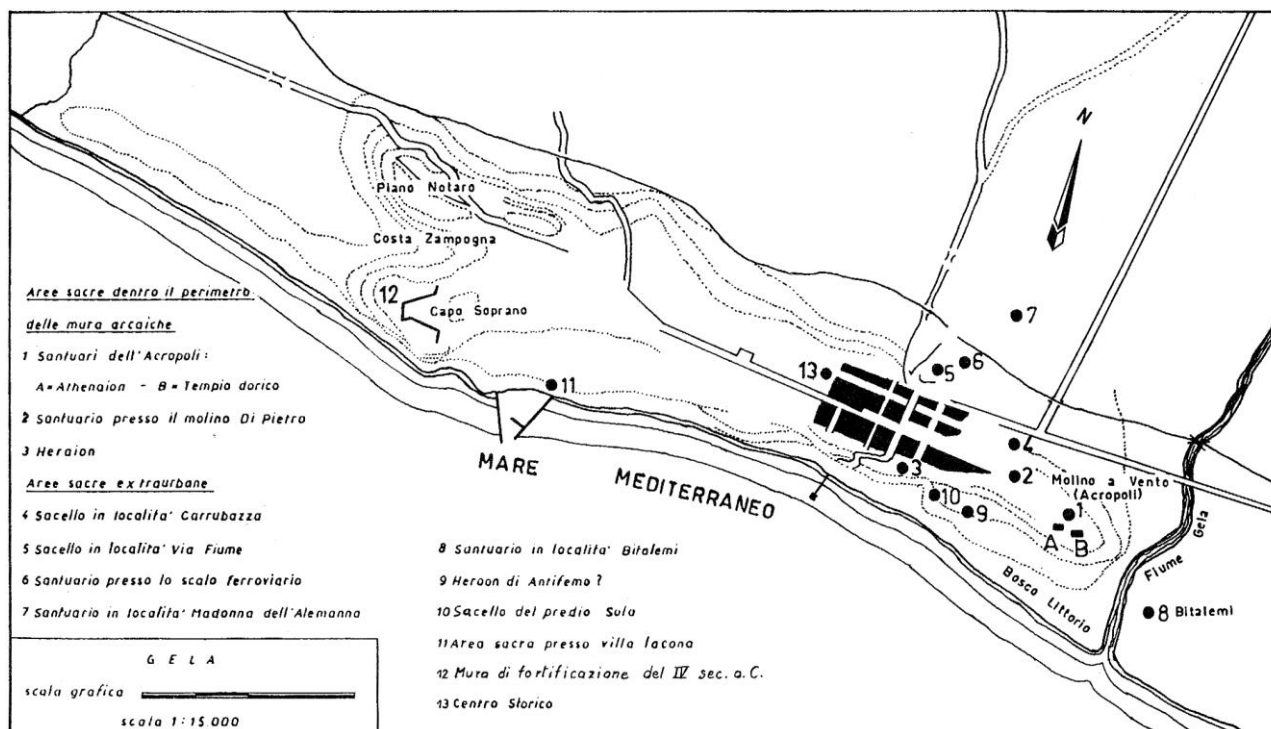 N
Piano Notaro
Costa Zampogna
12
Capo Soprano
7
6
5
13
11
4
3
2
Molino a Vento
(Acropoli)
1
10
9
A
B
MARE
MEDITERRANEO
Bosco Littorio
Fiume Gela
8 Bitalemi
Aree sacre dentro il perimetro
delle mura arcaiche
1 Santuari dell'Acropoli:
A=Athenaion - B=Tempio dorico
2 Santuario presso il molino Di Pietro
3 Heraion
Aree sacre extraurbane
4 Sacello in localita' Carrubazza
5 Sacello in localita' Via Fiume
6 Santuario presso lo scalo ferroviario
7 Santuario in localita' Madonna dell'Alemanna
8 Santuario in localita' Bitalemi
9 Heroon di Antifemo ?
10 Sacello del predio Sola
11 Area sacra presso villa Iacona
12 Mura di fortificazione del IV sec. a.C.
13 Centro Storico
GELA
scala grafica
scala 1:15.000